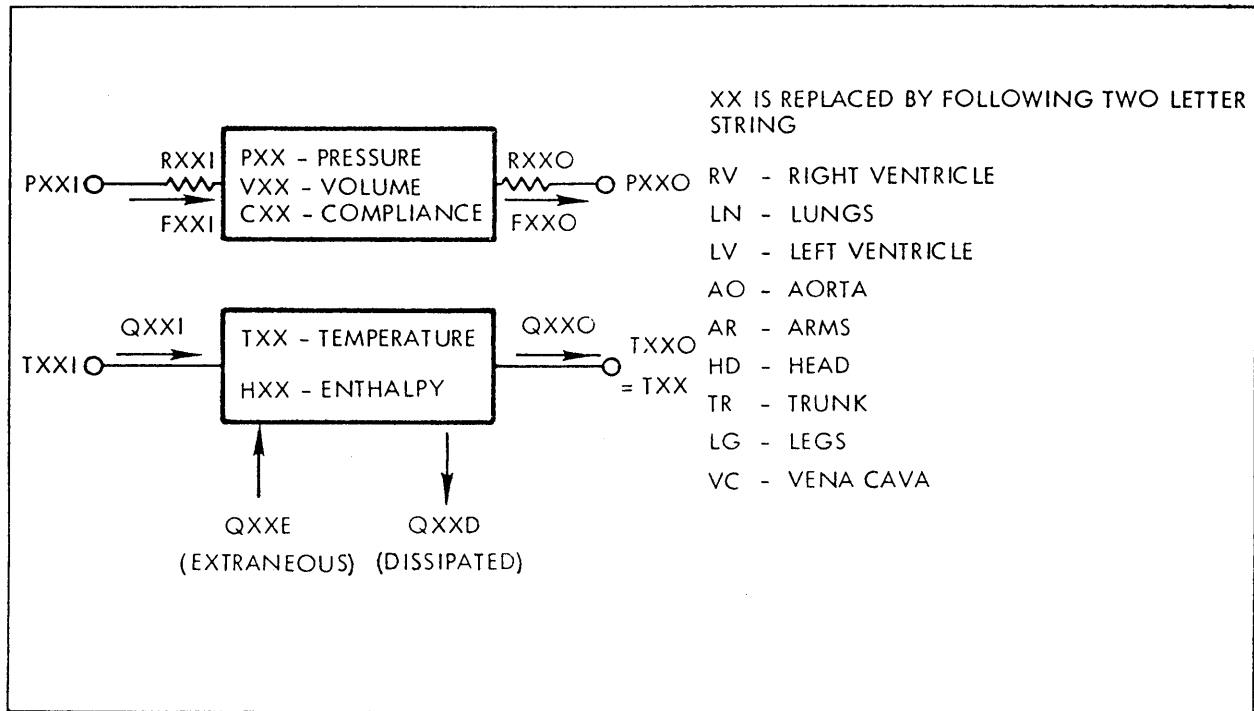 XX IS REPLACED BY FOLLOWING TWO LETTER
STRING
RXXI
PXX - PRESSURE
RXXO
PXXI
VXX - VOLUME
PXXO
FXXI
CXX - COMPLIANCE
FXXO
RV - RIGHT VENTRICLE
LN - LUNGS
LV - LEFT VENTRICLE
AO - AORTA
AR - ARMS
HD - HEAD
TR - TRUNK
LG - LEGS
VC - VENA CAVA
QXXI
TXX - TEMPERATURE
QXXO
TXXI
TXXO
= TXX
HXX - ENTHALPY
QXXE
(EXTRANEOUS)
QXXD
(DISSIPATED)